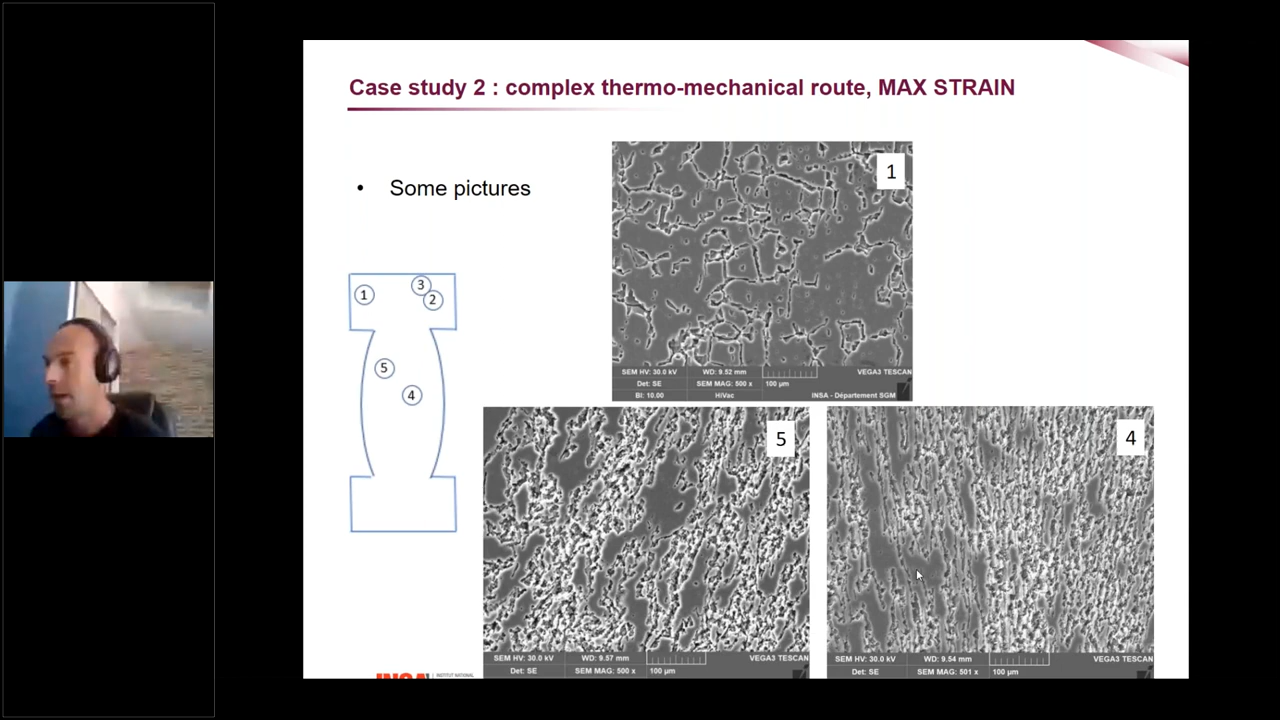 Case study 2 : complex thermo-mechanical route, MAX STRAIN
• Some pictures
1
3
2
5
4
1
SEM HV: 30.0 kV WD: 9.52 mm VEGA3 TESCAN
Det: SE SEM MAG: 500 x 100 µm
BI: 10.00 HiVac INSA - Département SGM
5
SEM HV: 30.0 kV WD: 9.57 mm VEGA3 TESCAN
Det: SE SEM MAG: 500 x 100 µm
4
SEM HV: 30.0 kV WD: 9.54 mm VEGA3 TESCAN
Det: SE SEM MAG: 501 x 100 µm
INSA INSTITUT NATIONAL